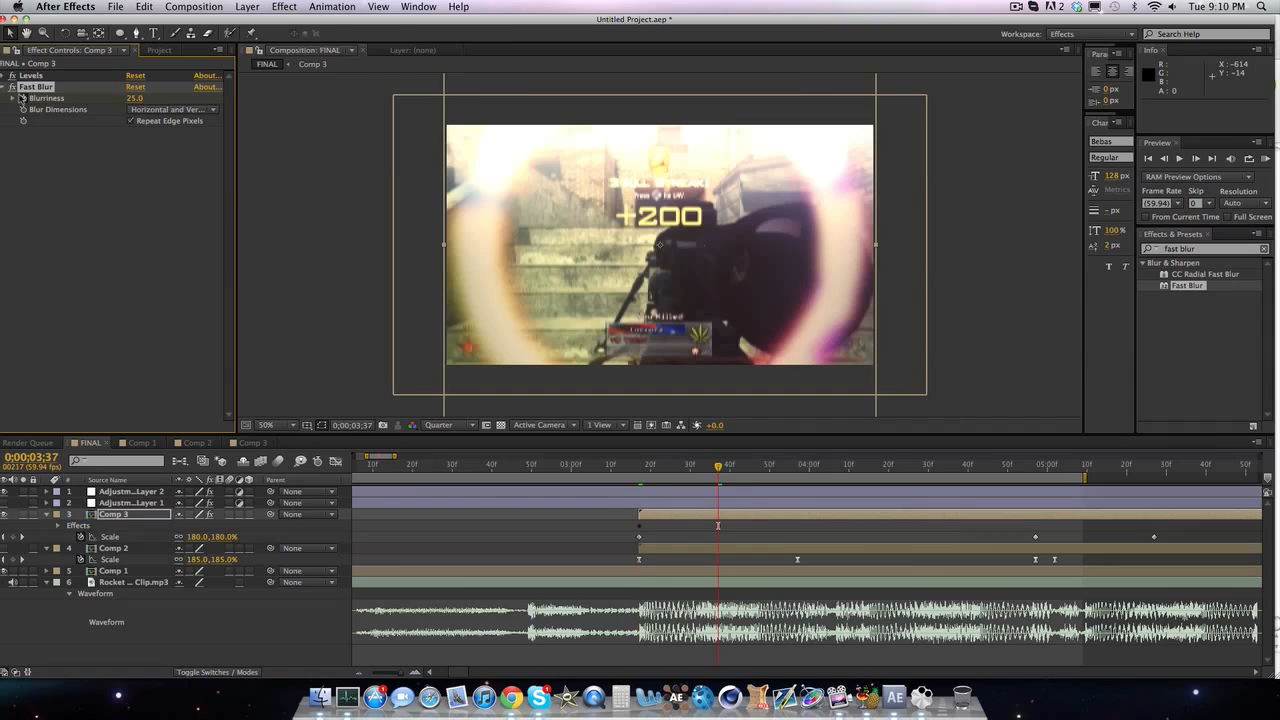 After Effects File Edit Composition Layer Effect Animation View Window Help
2 Tue 9:10 PM
Untitled Project.aep *
Workspace: Effects Search Help
Effect Controls: Comp 3 Project
FINAL • Comp 3
Levels Reset About...
Fast Blur Reset About...
Blurriness 25.0
Blur Dimensions Horizontal and Ver...
Repeat Edge Pixels
Composition: FINAL Layer: (none)
FINAL Comp 3
+200
50% 0;00;03;37 Quarter Active Camera 1 View +0.0
Para
0 px
0 px
Char
Bebas
Regular
128 px
Metrics
- px
100 %
2 px
T T
Info
R : X : -614
G : Y : -14
B :
A : 0
Preview
RAM Preview Options
Frame Rate Skip Resolution
(59.94) 0 Auto
From Current Time Full Screen
Effects & Presets
fast blur
Blur & Sharpen
CC Radial Fast Blur
Fast Blur
Render Queue FINAL Comp 1 Comp 2 Comp 3
0;00;03;37
00217 (59.94 fps)
# Source Name Parent
10f 20f 30f 40f 50f 03:00f 10f 20f 30f 40f 50f 04:00f 10f 20f 30f 40f 50f 05:00f 10f 20f 30f 40f 50f
1 Adjustm...Layer 2 None
2 Adjustm...Layer 1 None
3 Comp 3 None
Effects
Scale 180.0,180.0%
4 Comp 2 None
Scale 185.0,185.0%
5 Comp 1 None
6 Rocket ... Clip.mp3 None
Waveform
Waveform
Toggle Switches / Modes
AE AE